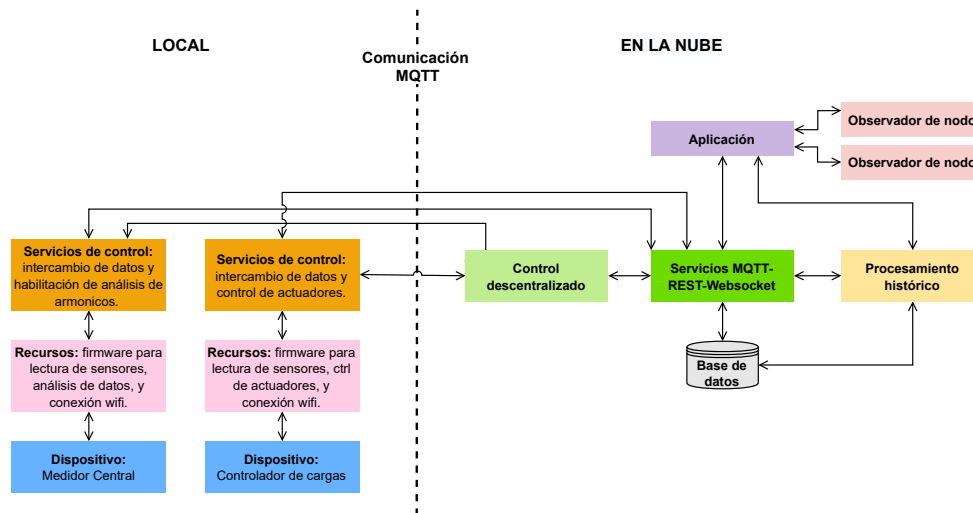 LOCAL
Comunicación
MQTT
EN LA NUBE
Observador de nodo
Aplicación
Observador de nodo
Servicios de control:
intercambio de datos y
habilitación de análisis de
armonicos.
Servicios de control:
intercambio de datos y
control de actuadores.
Control
descentralizado
Servicios MQTT-
REST-Websocket
Procesamiento
histórico
Recursos: firmware para
lectura de sensores,
análisis de datos, y
conexión wifi.
Recursos: firmware para
lectura de sensores, ctrl
de actuadores, y
conexión wifi.
Base de
datos
Dispositivo:
Medidor Central
Dispositivo:
Controlador de cargas